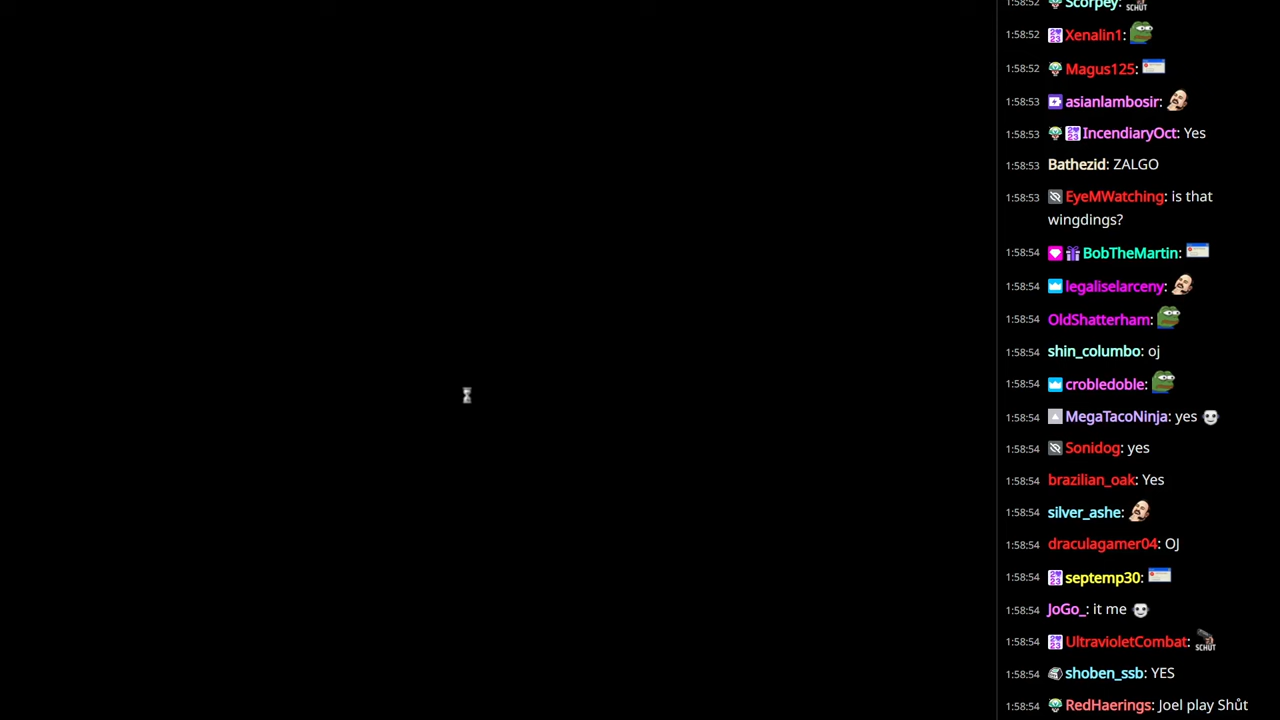 1:58:52 Scorpey: SCHUT
1:58:52 Xenalin1:
1:58:52 Magus125:
1:58:53 asianlambosir:
1:58:53 IncendiaryOct: Yes
1:58:53 Bathezid: ZALGO
1:58:53 EyeMWatching: is that
wingdings?
1:58:54 BobTheMartin:
1:58:54 legaliselarceny:
1:58:54 OldShatterham:
1:58:54 shin_columbo: oj
1:58:54 crobledoble:
1:58:54 MegaTacoNinja: yes
1:58:54 Sonidog: yes
1:58:54 brazilian_oak: Yes
1:58:54 silver_ashe:
1:58:54 draculagamer04: OJ
1:58:54 septemp30:
1:58:54 JoGo_: it me
1:58:54 UltravioletCombat: SCHUT
1:58:54 shoben_ssb: YES
1:58:54 RedHaerings: Joel play Shůt